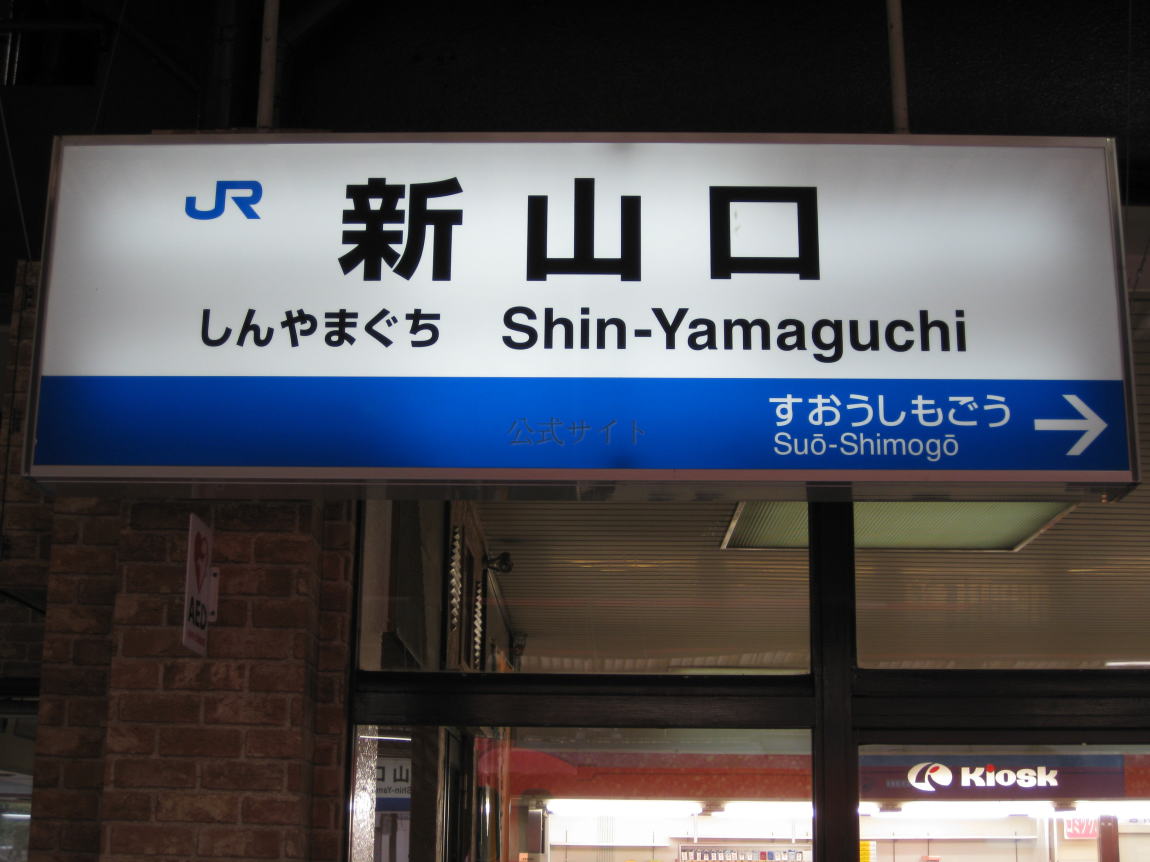 JR 新山口
しんやまぐち Shin-Yamaguchi
すおうしもごう
Suō-Shimogō
公式サイト
AED
Kiosk